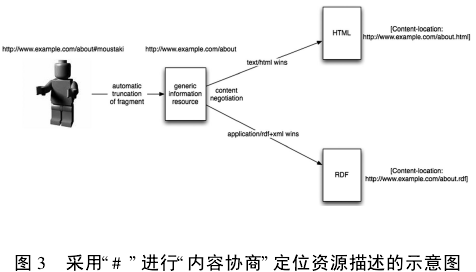 HTML
[Content-location:
http://www.example.com/about.html]
http://www.example.com/about#moustaki
http://www.example.com/about
text/html wins
automatic
truncation
of fragment
generic
information
resource
content
negotiation
application/rdf+xml wins
RDF
[Content-location:
http://www.example.com/about.rdf]
图 3 采用“#”进行“内容协商”定位资源描述的示意图